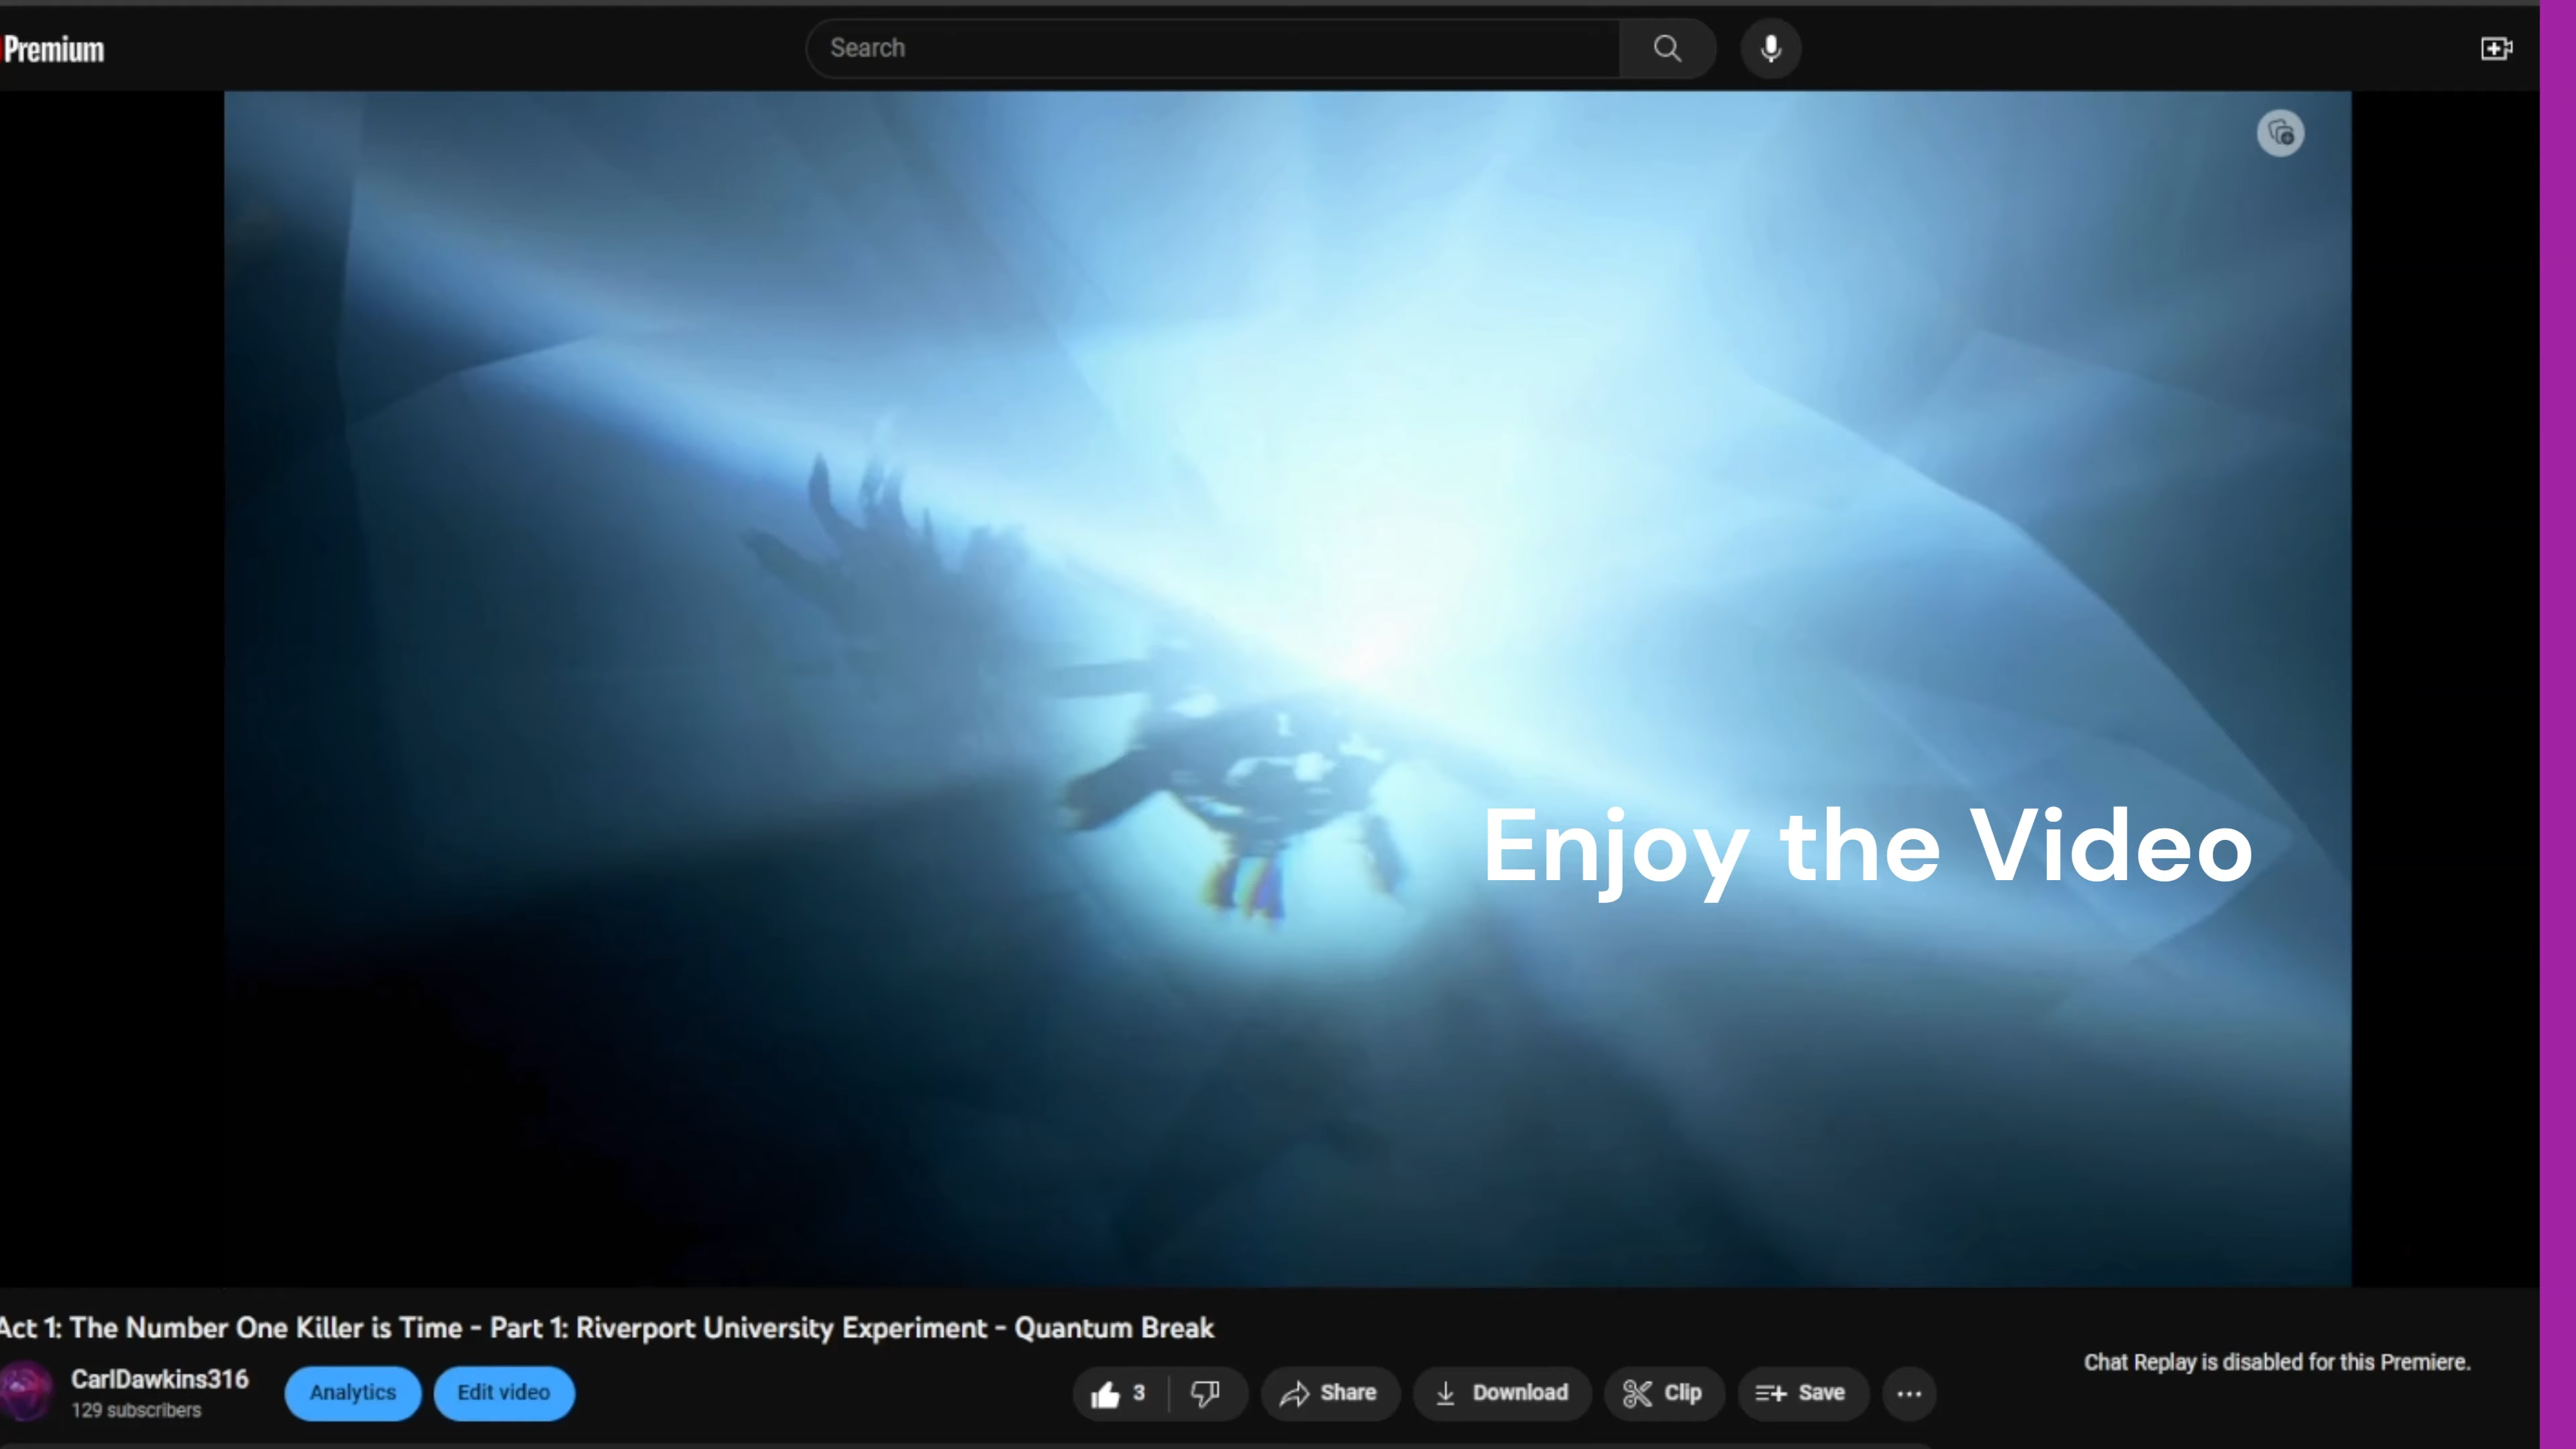 Premium
Search
Enjoy the Video
Act 1: The Number One Killer is Time - Part 1: Riverport University Experiment - Quantum Break
CarlDawkins316
129 subscribers
Analytics
Edit video
3
Share
Download
Clip
Save
Chat Replay is disabled for this Premiere.